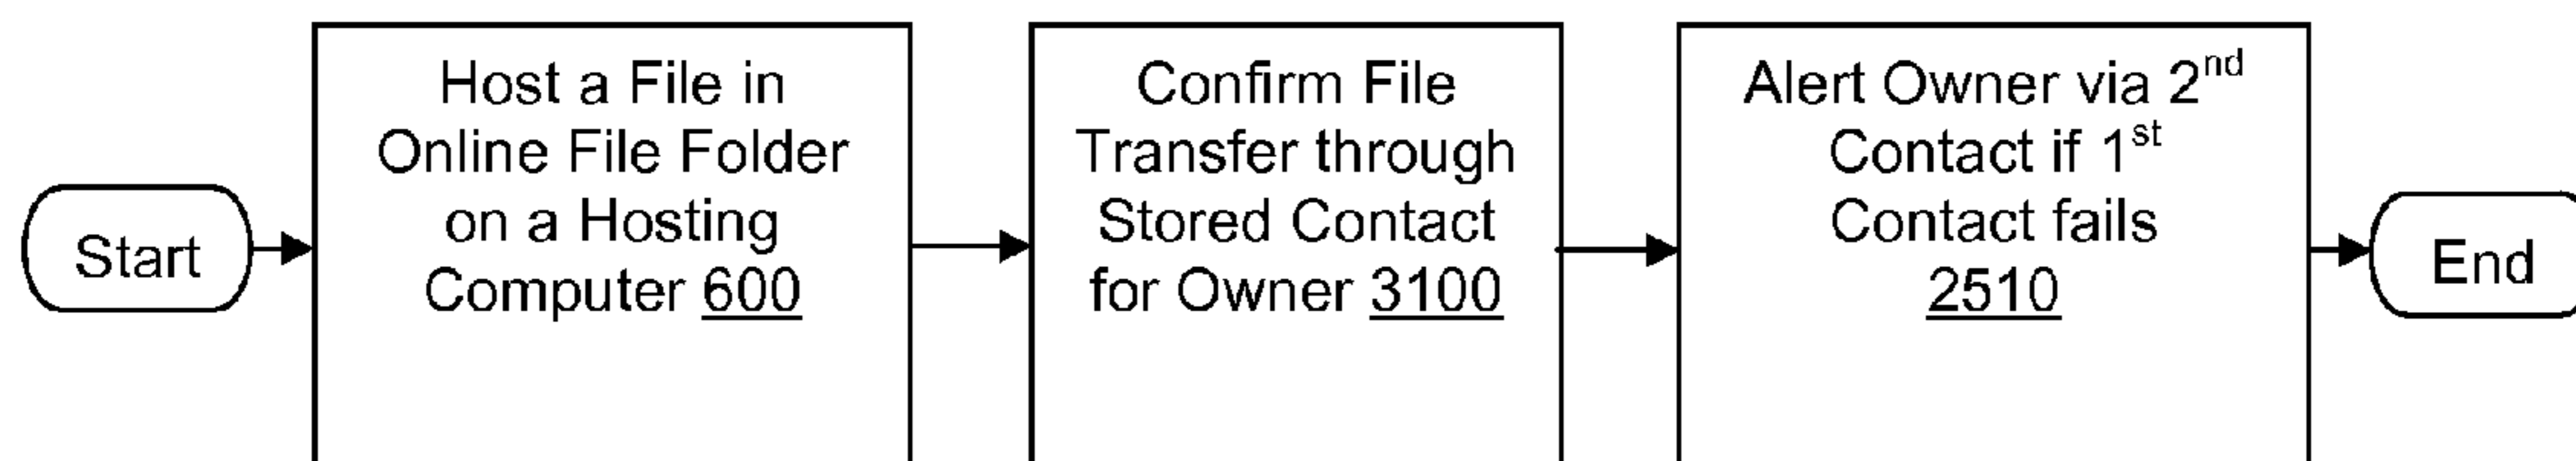 Start
Host a File in
Online File Folder
on a Hosting
Computer 600
Confirm File
Transfer through
Stored Contact
for Owner 3100
Alert Owner via 2nd
Contact if 1st
Contact fails
2510
End